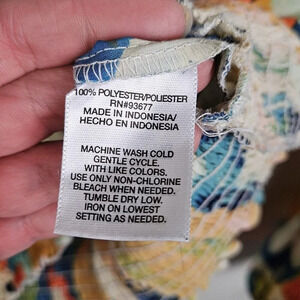 100% POLYESTER/POLIESTER
RN#93677
MADE IN INDONESIA/
HECHO EN INDONESIA
MACHINE WASH COLD
GENTLE CYCLE.
WITH LIKE COLORS.
USE ONLY NON-CHLORINE
BLEACH WHEN NEEDED.
TUMBLE DRY LOW.
IRON ON LOWEST
SETTING AS NEEDED.